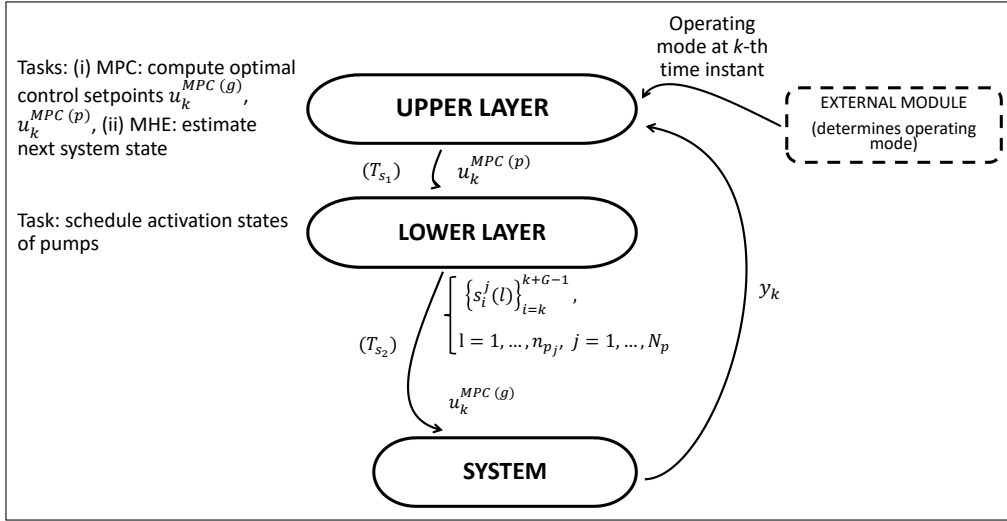 Operating
mode at k-th
time instant
Tasks: (i) MPC: compute optimal
control setpoints u_k^{MPC (g)},
u_k^{MPC (p)}, (ii) MHE: estimate
next system state
UPPER LAYER
EXTERNAL MODULE
(determines operating
mode)
(T_{s_1}) u_k^{MPC (p)}
Task: schedule activation states
of pumps
LOWER LAYER
{s_i^j(l)}_{i=k}^{k+G−1},
l = 1, …, n_{p_j}, j = 1, …, N_p
y_k
(T_{s_2})
u_k^{MPC (g)}
SYSTEM